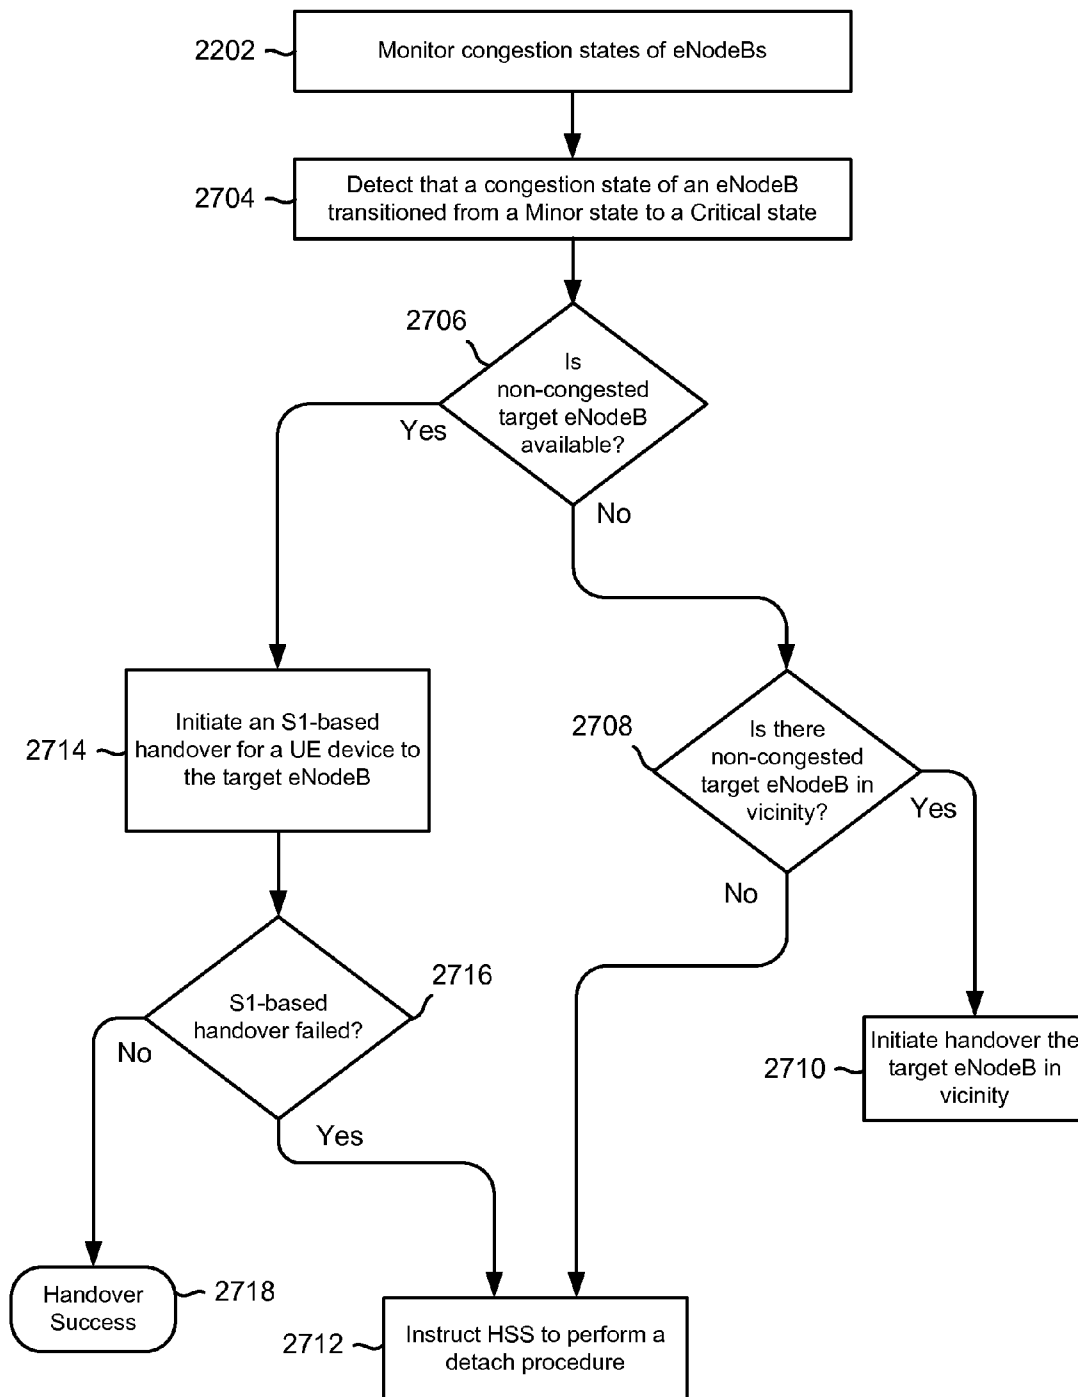 2202
Monitor congestion states of eNodeBs
2704
Detect that a congestion state of an eNodeB
transitioned from a Minor state to a Critical state
2706
Is
non-congested
target eNodeB
available?
Yes
No
2714
Initiate an S1-based
handover for a UE device to
the target eNodeB
2708
Is there
non-congested
target eNodeB in
vicinity?
Yes
No
2716
S1-based
handover failed?
No
Yes
2710
Initiate handover the
target eNodeB in
vicinity
Handover
Success
2718
2712
Instruct HSS to perform a
detach procedure